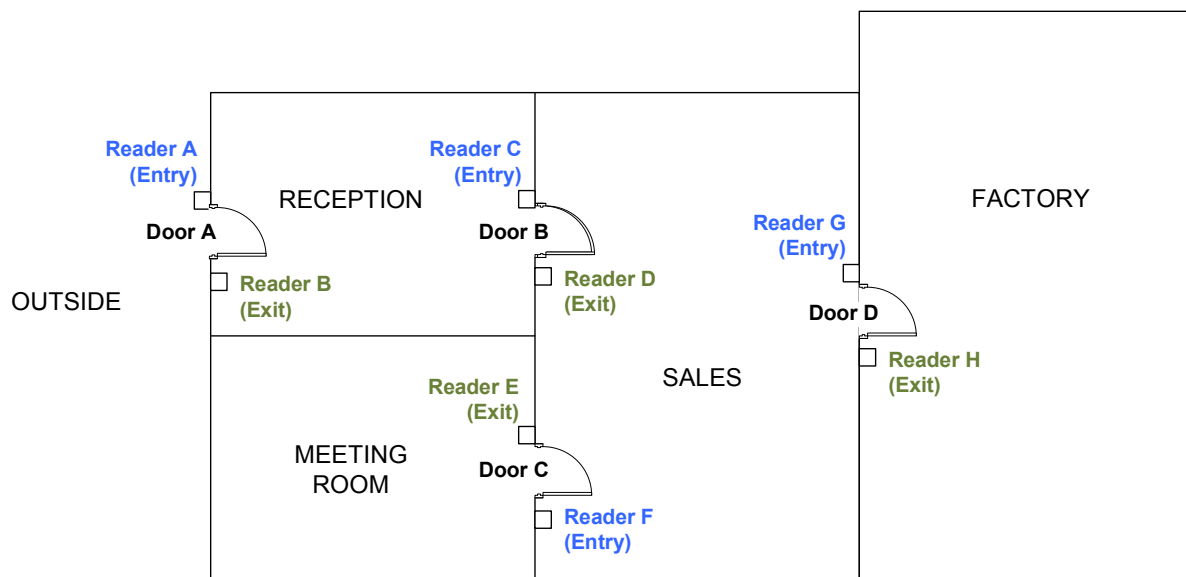 Reader A
(Entry)
Reader C
(Entry)
RECEPTION
FACTORY
Door A
Door B
Reader G
(Entry)
Reader B
(Exit)
Reader D
(Exit)
OUTSIDE
Door D
SALES
Reader H
(Exit)
Reader E
(Exit)
MEETING
ROOM
Door C
Reader F
(Entry)